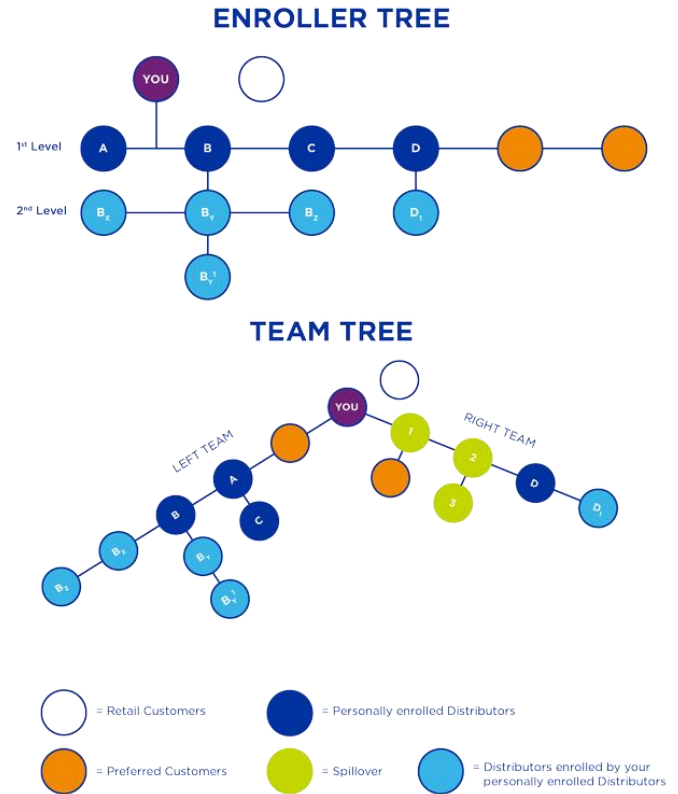 ENROLLER TREE
YOU
1st Level
A B C D
2nd Level
BX BY BZ D1
BY1
TEAM TREE
YOU
LEFT TEAM
RIGHT TEAM
1
2
A
3
D
D1
B
C
BX
BY
BZ
BY1
= Retail Customers
= Personally enrolled Distributors
= Preferred Customers
= Spillover
= Distributors enrolled by your
personally enrolled Distributors